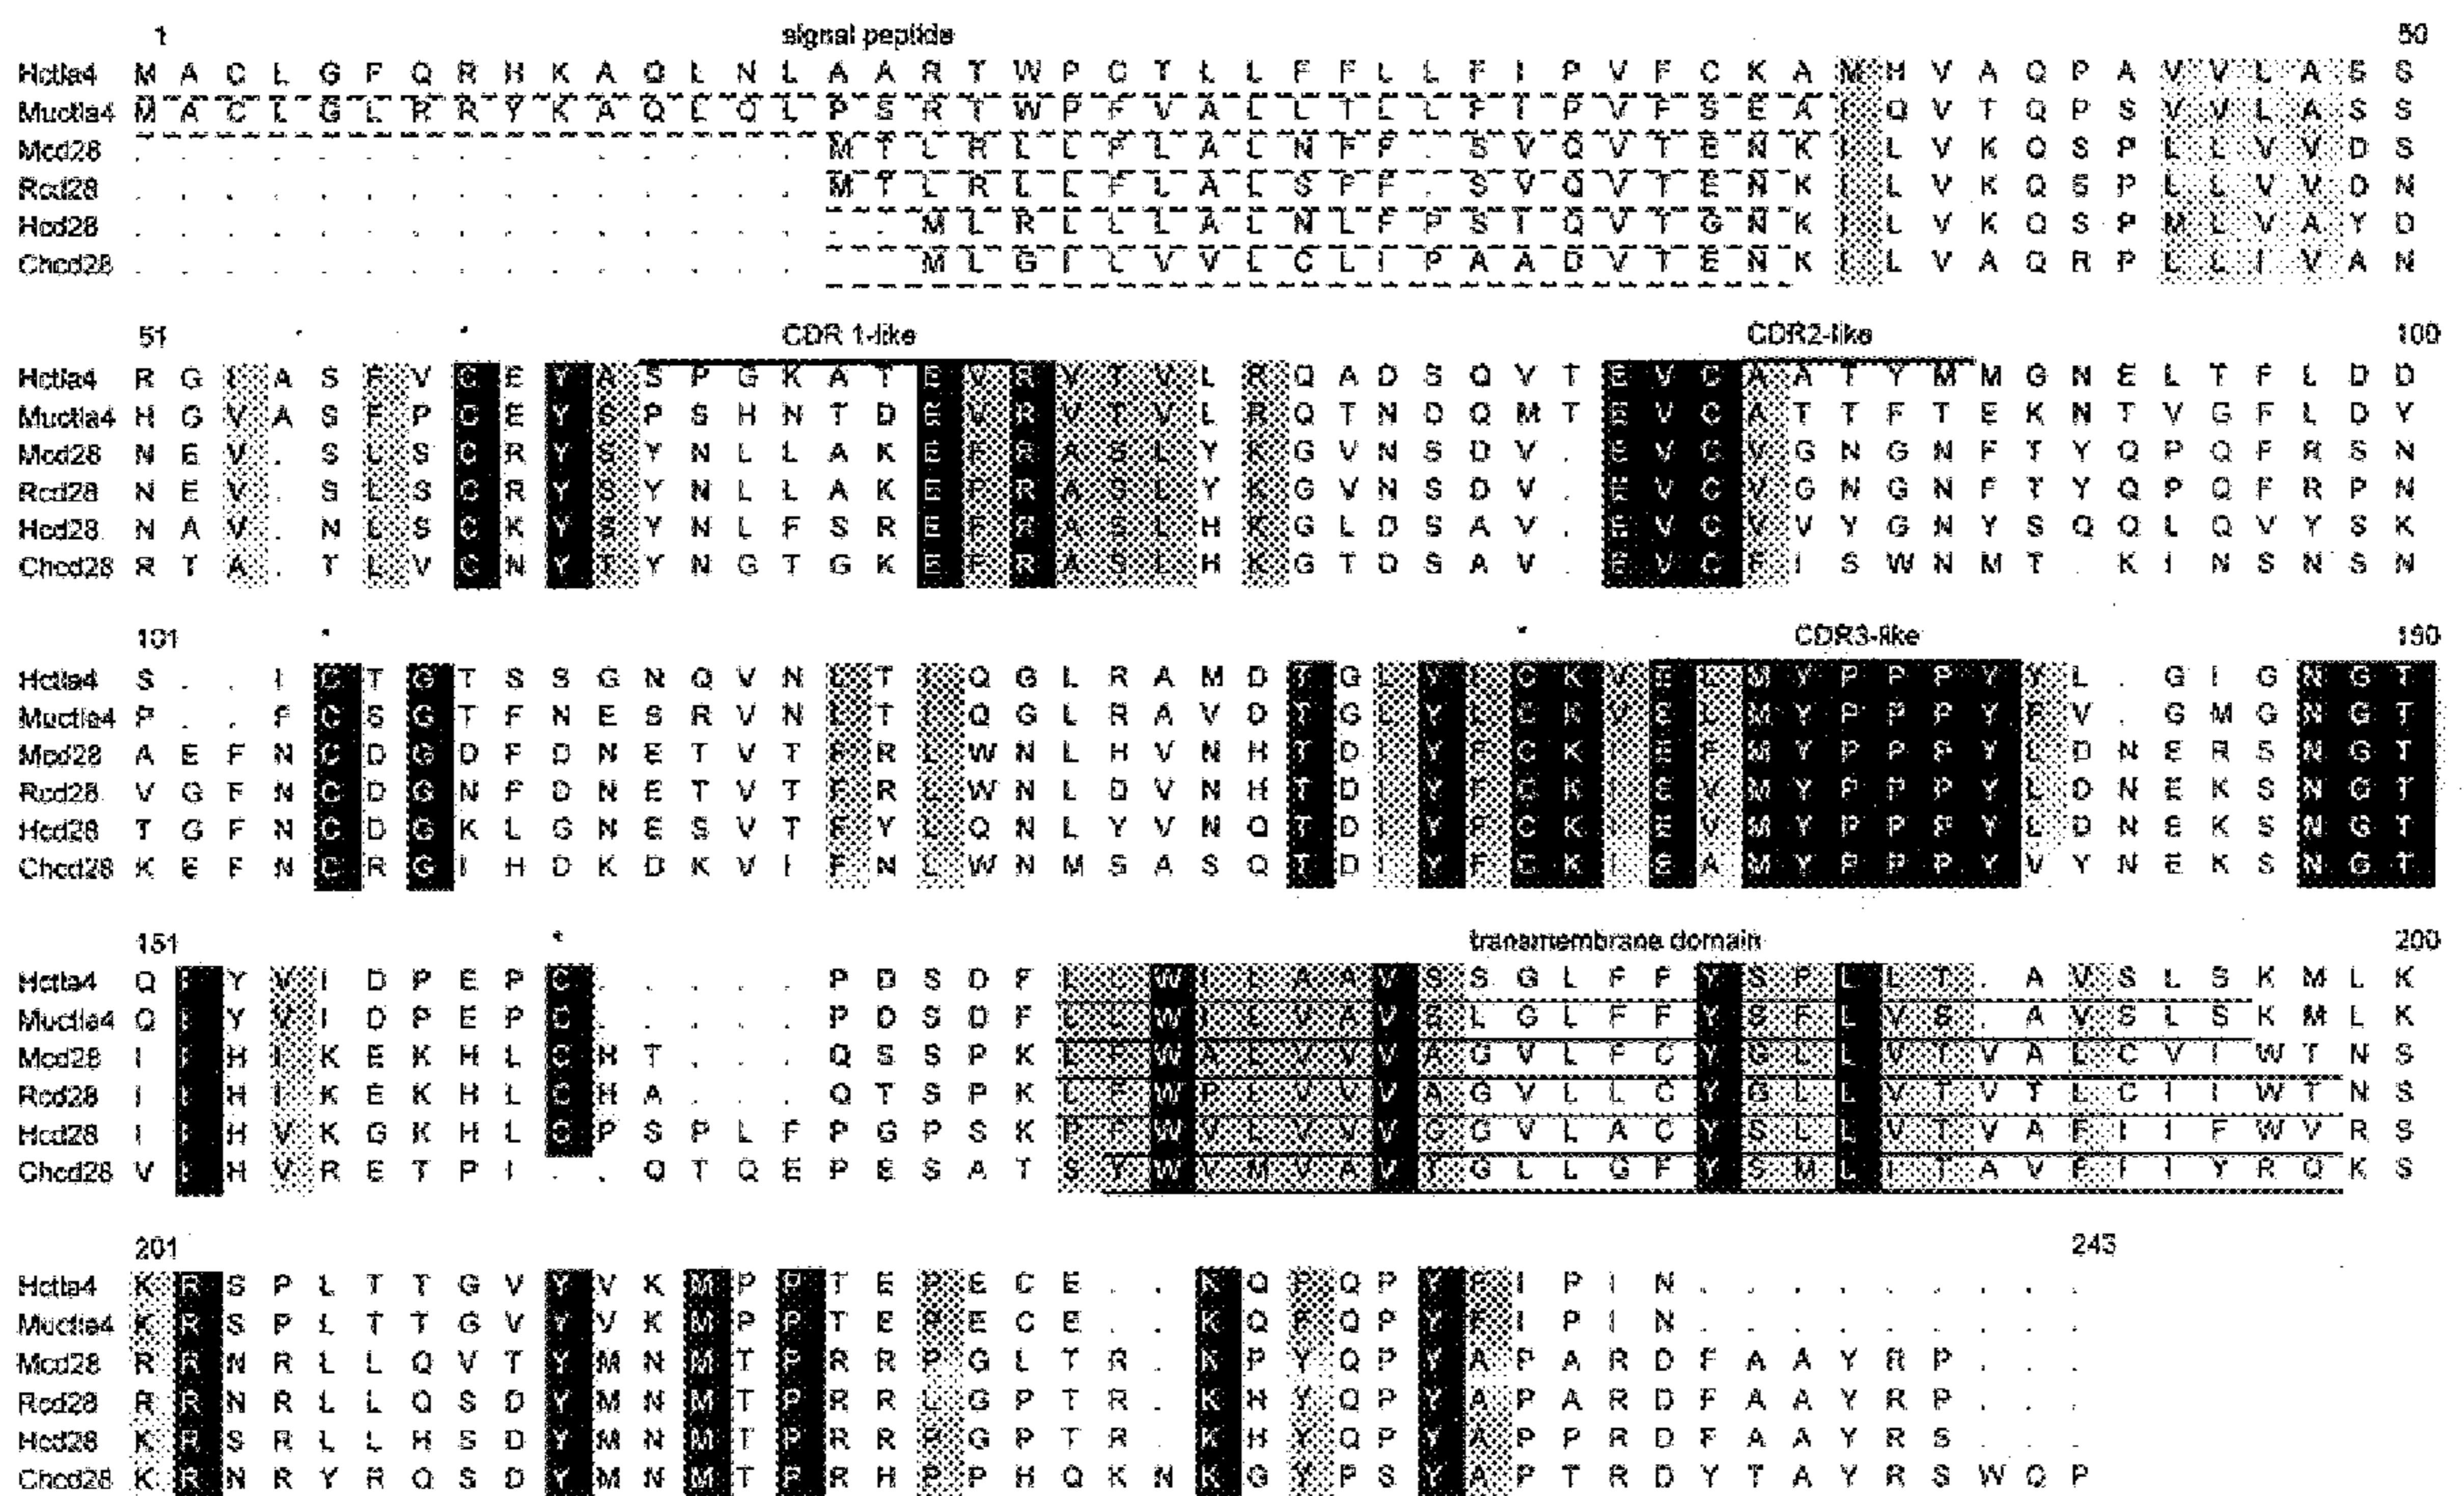 1 signal peptide 50
Hctla4 M A C L G F Q R H K A Q L N L A A R T W P C T L L F F L L F I P V F C K A M H V A Q P A V V L A S S
Muctla4 M A C L G L R R Y K A Q L Q L P S R T W P F V A L L T L L F I P V F S E A I Q V T Q P S V V L A S S
Mcd28 . . . . . . . . . . . . . . . M T L R L L F L A L N F F . S V Q V T E N K I L V K Q S P L L V V D S
Rcd28 . . . . . . . . . . . . . . . M T L R L L F L A L S F F . S V Q V T E N K I L V K Q S P L L V V D N
Hcd28 . . . . . . . . . . . . . . . . . M L R L L L A L N L F P S I Q V T G N K I L V K Q S P M L V A Y D
Chcd28 . . . . . . . . . . . . . . . . . M L G I L V V L C L I P A A D V T E N K I L V A Q R P L L I V A N
51 * CDR 1-like CDR2-like 100
Hctla4 R G I A S F V C E Y A S P G K A T E V R V T V L R Q A D S Q V T E V C A A T Y M M G N E L T F L D D
Muctla4 H G V A S F P C E Y S P S H N T D E V R V T V L R Q T N D Q M T E V C A T T F T E K N T V G F L D Y
Mcd28 N E V . S L S C R Y S Y N L L A K E F R A S L Y K G V N S D V . E V C V G N G N F T Y Q P Q F R S N
Rcd28 N E V . S L S C R Y S Y N L L A K E F R A S L Y K G V N S D V . E V C V G N G N F T Y Q P Q F R P N
Hcd28 N A V . N L S C K Y S Y N L F S R E F R A S L H K G L D S A V . E V C V V Y G N Y S Q Q L Q V Y S K
Chcd28 R T A . T L V C N Y T Y N G T G K E F R A S L H K G T D S A V . E V C F I S W N M T . K I N S N S N
101 * * CDR3-like 150
Hctla4 S . . I C T G T S S G N Q V N L T I Q G L R A M D T G L Y I C K V E L M Y P P P Y Y L . G I G N G T
Muctla4 P . . F C S G T F N E S R V N L T I Q G L R A V D T G L Y L C K V E L M Y P P P Y F V . G M G N G T
Mcd28 A E F N C D G D F D N E T V T F R L W N L H V N H T D I Y F C K I E F M Y P P P Y L D N E R S N G T
Rcd28 V G F N C D G N F D N E T V T F R L W N L D V N H T D I Y F C K I E V M Y P P P Y L D N E K S N G T
Hcd28 T G F N C D G K L G N E S V T F Y L Q N L Y V N Q T D I Y F C K I E V M Y P P P Y L D N E K S N G T
Chcd28 K E F N C R G I H D K D K V I F N L W N M S A S Q T D I Y F C K I E A M Y P P P Y V Y N E K S N G T
151 * transmembrane domain 200
Hctla4 Q I Y V I D P E P C . . . . . P D S D F L L W I L A A V S S G L F F Y S F L L T . A V S L S K M L K
Muctla4 Q I Y V I D P E P C . . . . . P D S D F L L W I L V A V S L G L F F Y S F L V S . A V S L S K M L K
Mcd28 I I H I K E K H L C H T . . . Q S S P K L F W A L V V V A G V L F C Y G L L V T V A L C V I W T N S
Rcd28 I I H I K E K H L C H A . . . Q T S P K L F W P L V V V A G V L L C Y G L L V T V T L C I I W T N S
Hcd28 I I H V K G K H L C P S P L F P G P S K P F W V L V V V G G V L A C Y S L L V T V A F I I F W V R S
Chcd28 V I H V R E T P I . . Q T Q E P E S A T S Y W V M V A V T G L L G F Y S M L I T A V F I I Y R Q K S
201 243
Hctla4 K R S P L T T G V Y V K M P P T E P E C E . . K Q F Q P Y F I P I N . . . . . . . . .
Muctla4 K R S P L T T G V Y V K M P P T E P E C E . . K Q F Q P Y F I P I N . . . . . . . . .
Mcd28 R R N R L L Q V T Y M N M T P R R P G L T R . K P Y Q P Y A P A R D F A A Y R P . . .
Rcd28 R R N R L L Q S D Y M N M T P R R L G P T R . K H Y Q P Y A P A R D F A A Y R P . . .
Hcd28 K R S R L L H S D Y M N M T P R R P G P T R . K H Y Q P Y A P P R D F A A Y R S . . .
Chcd28 K R N R Y R Q S D Y M N M T P R H P P H Q K N K G Y P S Y A P T R D Y T A Y R S W Q P